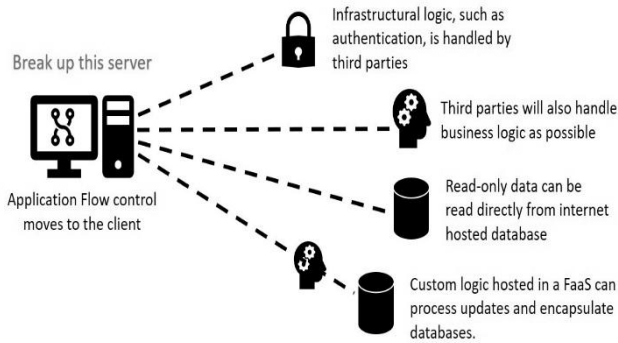 Break up this server
Application Flow control
moves to the client
Infrastructural logic, such as
authentication, is handled by
third parties
Third parties will also handle
business logic as possible
Read-only data can be
read directly from internet
hosted database
Custom logic hosted in a FaaS can
process updates and encapsulate
databases.